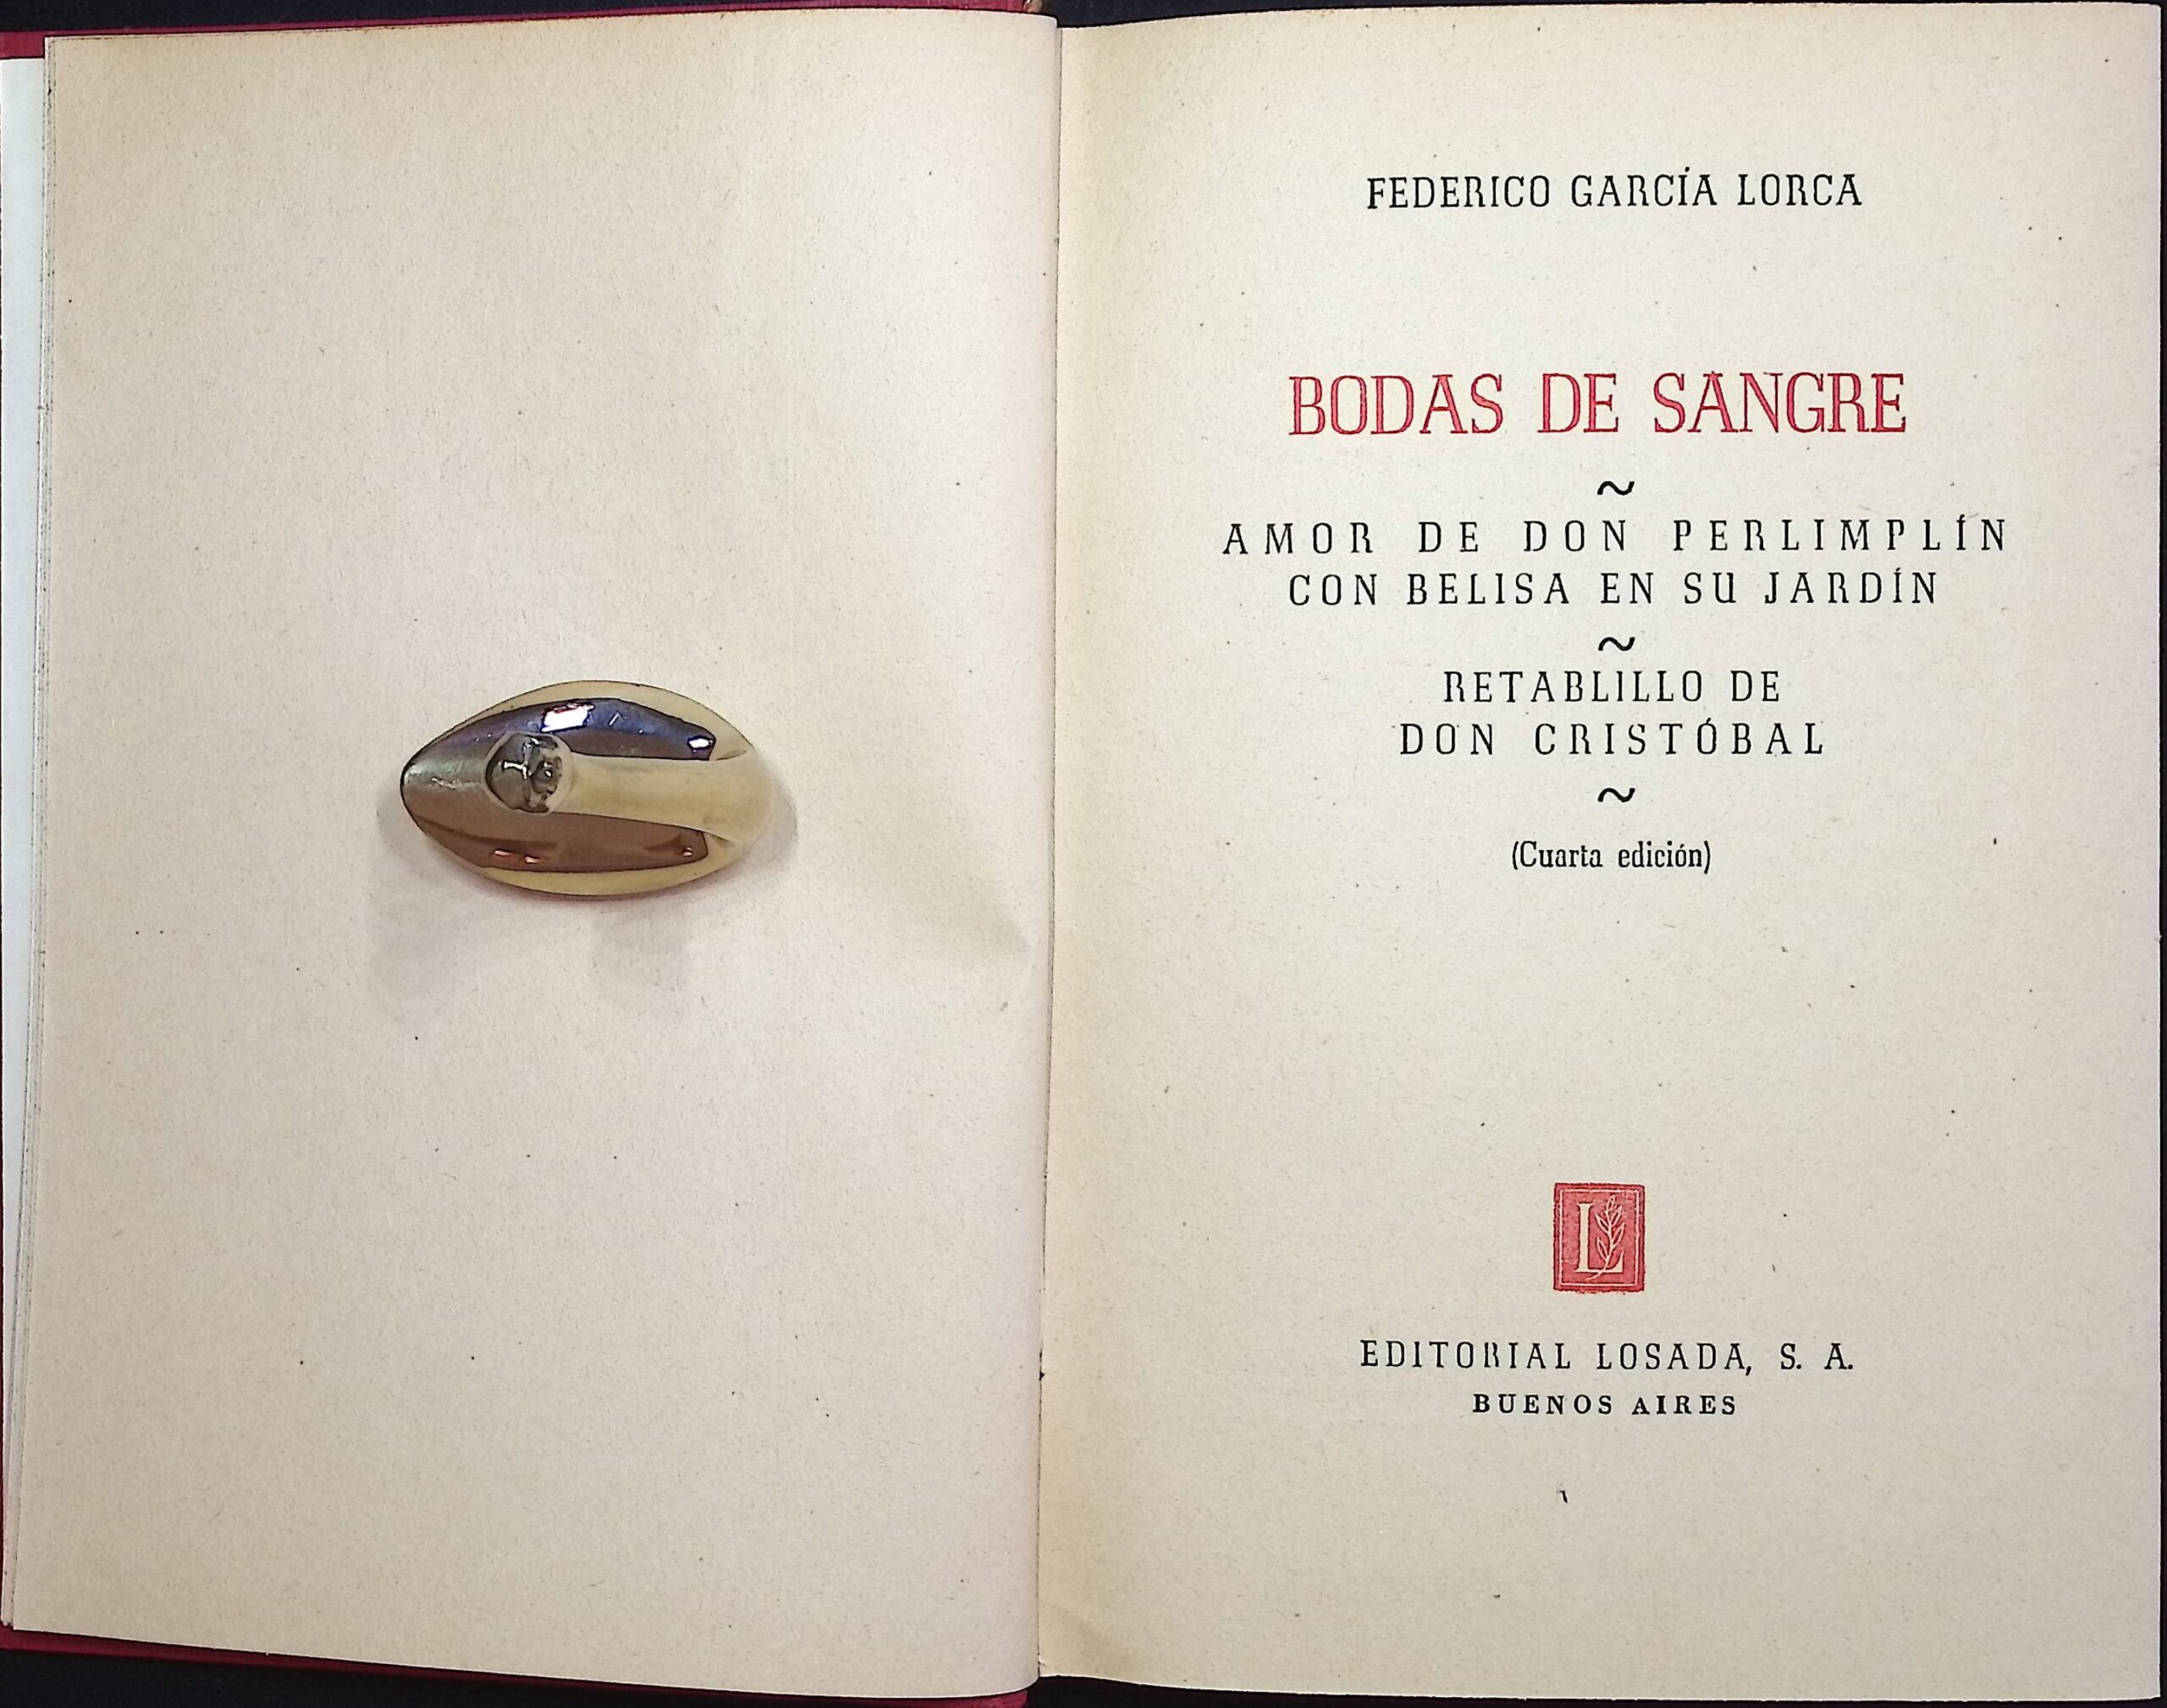 FEDERICO GARCÍA LORCA
BODAS DE SANGRE
~
AMOR DE DON PERLIMPLÍN
CON BELISA EN SU JARDÍN
~
RETABLILLO DE
DON CRISTÓBAL
~
(Cuarta edición)
L
EDITORIAL LOSADA, S. A.
BUENOS AIRES